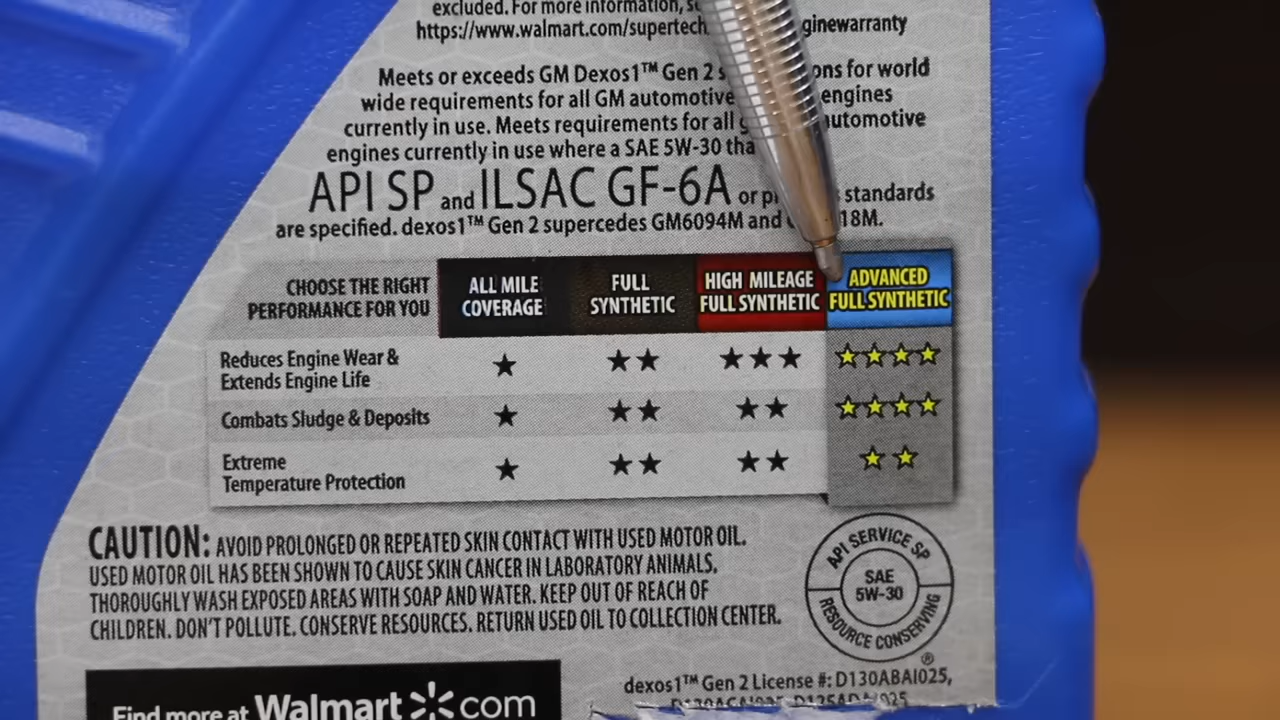 excluded. For more information,
https://www.walmart.com/supertech ginewarranty
Meets or exceeds GM Dexos1™ Gen 2 for world
wide requirements for all GM automotive engines
currently in use. Meets requirements for all automotive
engines currently in use where a SAE 5W-30
API SP and ILSAC GF-6A or standards
are specified. dexos1™ Gen 2 supercedes GM6094M and 18M.
CHOOSE THE RIGHT
PERFORMANCE FOR YOU
ALL MILE
COVERAGE
FULL
SYNTHETIC
HIGH MILEAGE
FULL SYNTHETIC
ADVANCED
FULL SYNTHETIC
Reduces Engine Wear &
Extends Engine Life
★ ★★ ★★★ ★★★★
Combats Sludge & Deposits ★ ★★ ★★ ★★★★
Extreme
Temperature Protection
★ ★★ ★★ ★★
CAUTION: AVOID PROLONGED OR REPEATED SKIN CONTACT WITH USED MOTOR OIL.
USED MOTOR OIL HAS BEEN SHOWN TO CAUSE SKIN CANCER IN LABORATORY ANIMALS.
THOROUGHLY WASH EXPOSED AREAS WITH SOAP AND WATER. KEEP OUT OF REACH OF
CHILDREN. DON'T POLLUTE. CONSERVE RESOURCES. RETURN USED OIL TO COLLECTION CENTER.
API SERVICE SP
SAE
5W-30
RESOURCE CONSERVING
®
dexos1™ Gen 2 License #: D130ABAI025,
Find more at Walmart.com